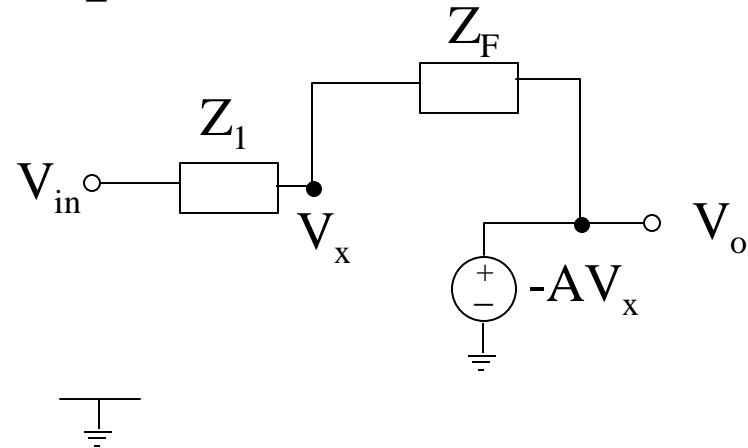 Z_F
Z_1
V_in
V_x
V_o
+
−
-AV_x